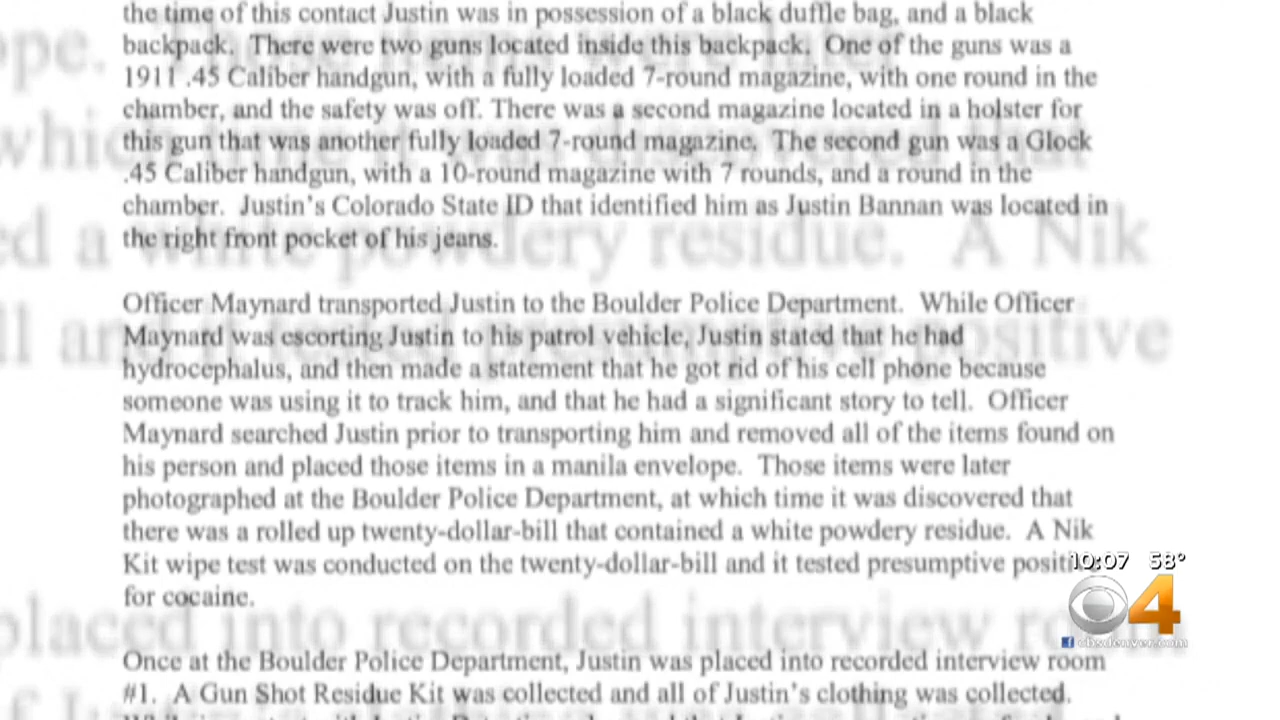 the time of this contact Justin was in possession of a black duffle bag, and a black
backpack. There were two guns located inside this backpack. One of the guns was a
1911 .45 Caliber handgun, with a fully loaded 7-round magazine, with one round in the
chamber, and the safety was off. There was a second magazine located in a holster for
this gun that was another fully loaded 7-round magazine. The second gun was a Glock
.45 Caliber handgun, with a 10-round magazine with 7 rounds, and a round in the
chamber. Justin's Colorado State ID that identified him as Justin Bannan was located in
the right front pocket of his jeans.
Officer Maynard transported Justin to the Boulder Police Department. While Officer
Maynard was escorting Justin to his patrol vehicle, Justin stated that he had
hydrocephalus, and then made a statement that he got rid of his cell phone because
someone was using it to track him, and that he had a significant story to tell. Officer
Maynard searched Justin prior to transporting him and removed all of the items found on
his person and placed those items in a manila envelope. Those items were later
photographed at the Boulder Police Department, at which time it was discovered that
there was a rolled up twenty-dollar-bill that contained a white powdery residue. A Nik
Kit wipe test was conducted on the twenty-dollar-bill and it tested presumptive positive
for cocaine.
Once at the Boulder Police Department, Justin was placed into recorded interview room
#1. A Gun Shot Residue Kit was collected and all of Justin's clothing was collected.
10:07 58°
4
cbsdenver.com